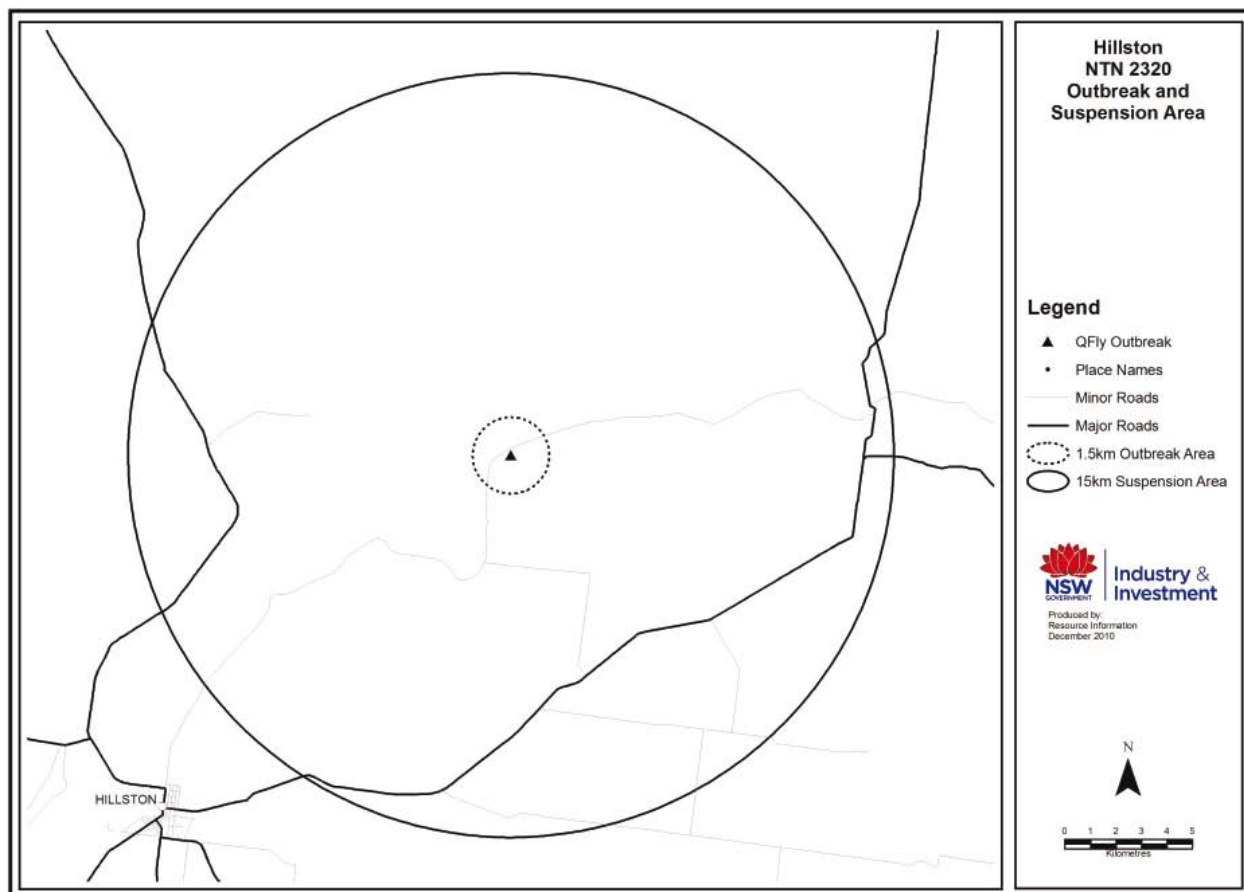 Hillston
NTN 2320
Outbreak and
Suspension Area
Legend
QFly Outbreak
Place Names
Minor Roads
Major Roads
1.5km Outbreak Area
15km Suspension Area
NSW
GOVERNMENT
Industry &
Investment
Produced by:
Resource Information
December 2010
N
0 1 2 3 4 5
Kilometres
HILLSTON